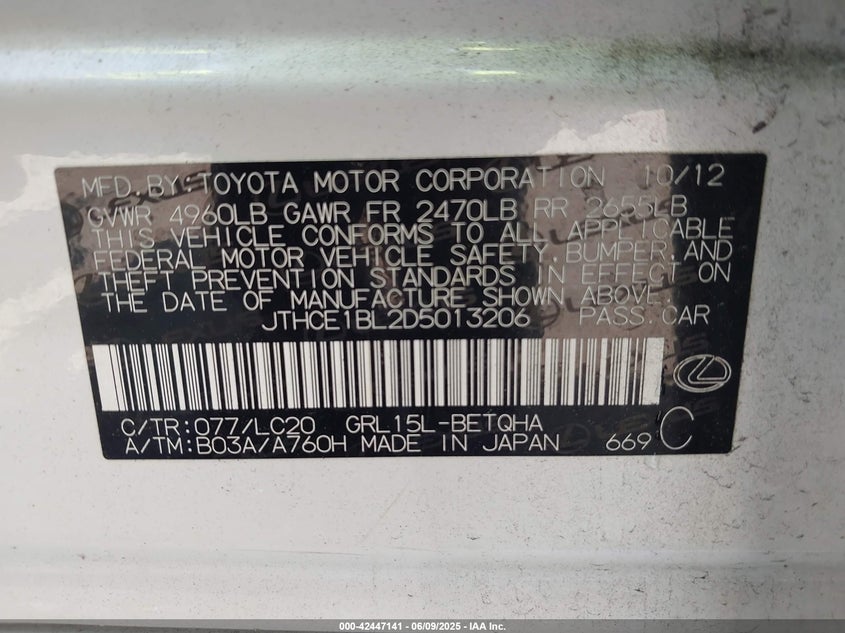 MFD. BY: TOYOTA MOTOR CORPORATION 10/12
GVWR 4960LB GAWR FR 2470LB RR 2655LB
THIS VEHICLE CONFORMS TO ALL APPLICABLE
FEDERAL MOTOR VEHICLE SAFETY, BUMPER, AND
THEFT PREVENTION STANDARDS IN EFFECT ON
THE DATE OF MANUFACTURE SHOWN ABOVE.
JTHCE1BL2D5013206 PASS.CAR
C/TR:077/LC20 GRL15L-BETQHA
A/TM:B03A/A760H MADE IN JAPAN 669 C
000-42447141 - 06/09/2025 - IAA Inc.